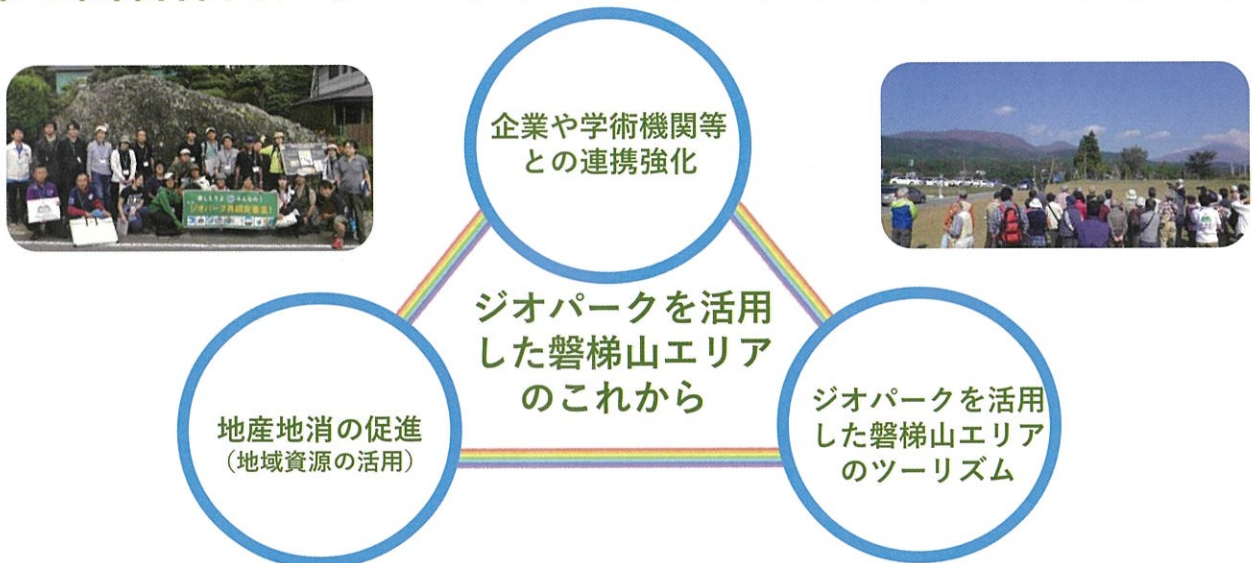 企業や学術機関等
との連携強化
ジオパークを活用
した磐梯山エリア
のこれから
地産地消の促進
（地域資源の活用）
ジオパークを活用
した磐梯山エリア
のツーリズム